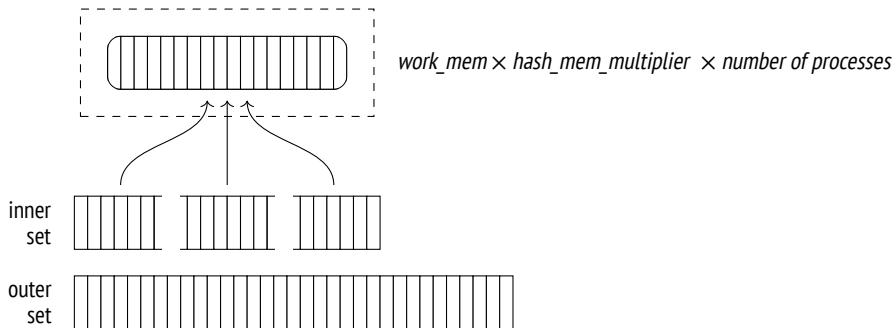 work_mem × hash_mem_multiplier × number of processes
inner
set
outer
set